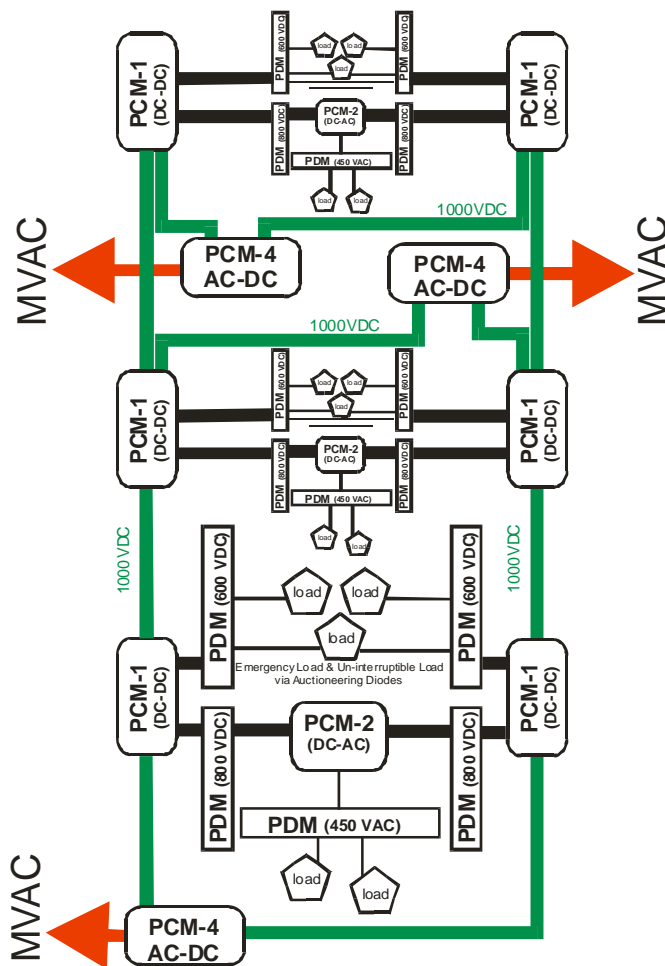 PCM-1
(DC-DC)
PDM (600 VDC)
load
load
load
PDM (600 VDC)
PCM-1
(DC-DC)
PDM (800 VDC)
PCM-2
(DC-AC)
PDM (800 VDC)
PDM (450 VAC)
load
load
1000VDC
MVAC
PCM-4
AC-DC
PCM-4
AC-DC
MVAC
1000VDC
PCM-1
(DC-DC)
PDM (600 VDC)
load
load
load
PDM (600 VDC)
PCM-1
(DC-DC)
PDM (800 VDC)
PCM-2
(DC-AC)
PDM (800 VDC)
PDM (450 VAC)
load
load
1000VDC
1000VDC
PDM (600 VDC)
load
load
load
PDM (600 VDC)
Emergency Load & Un-interruptible Load
via Auctioneering Diodes
PCM-1
(DC-DC)
PCM-1
(DC-DC)
PDM (800 VDC)
PCM-2
(DC-AC)
PDM (800 VDC)
PDM (450 VAC)
load
load
MVAC
PCM-4
AC-DC